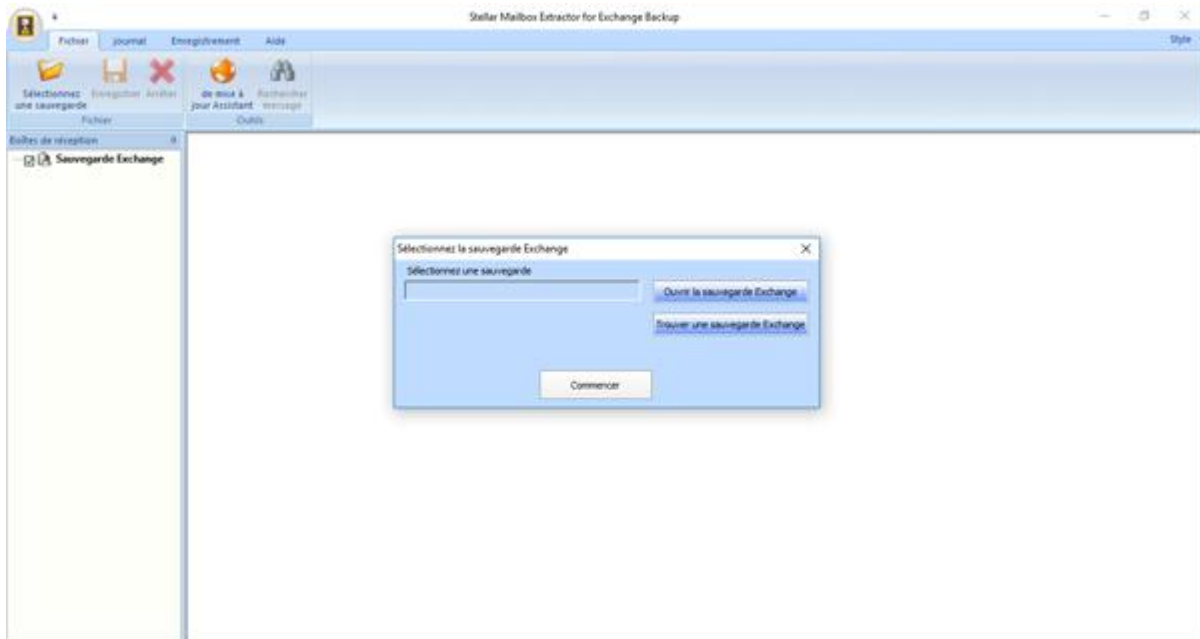 Stellar Mailbox Extractor for Exchange Backup
Fichier journal Enregistrement Aide Style
Sélectionnez Enregistrer Arrêter de mise à Rechercher
une sauvegarde jour Assistant message
Fichier Outils
Boîtes de réception
Sauvegarde Exchange
Sélectionnez la sauvegarde Exchange
Sélectionnez une sauvegarde
Ouvrir la sauvegarde Exchange
Trouver une sauvegarde Exchange
Commencer